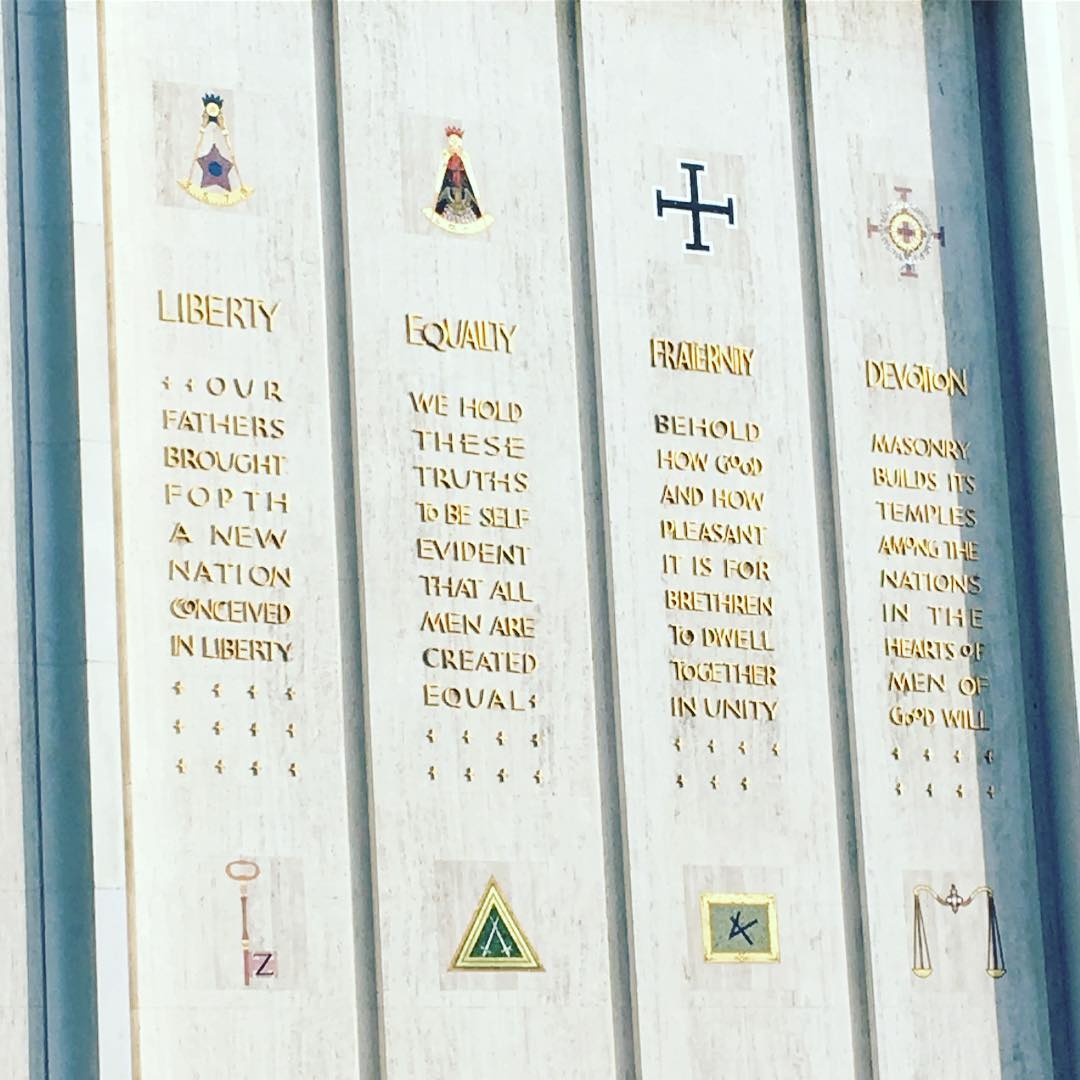 LIBERTY
OUR
FATHERS
BROUGHT
FORTH
A NEW
NATION
CONCEIVED
IN LIBERTY
Z
EQUALITY
WE HOLD
THESE
TRUTHS
TO BE SELF
EVIDENT
THAT ALL
MEN ARE
CREATED
EQUAL
FRATERNITY
BEHOLD
HOW GOOD
AND HOW
PLEASANT
IT IS FOR
BRETHREN
TO DWELL
TOGETHER
IN UNITY
DEVOTION
MASONRY
BUILDS ITS
TEMPLES
AMONG THE
NATIONS
IN THE
HEARTS OF
MEN OF
GOOD WILL